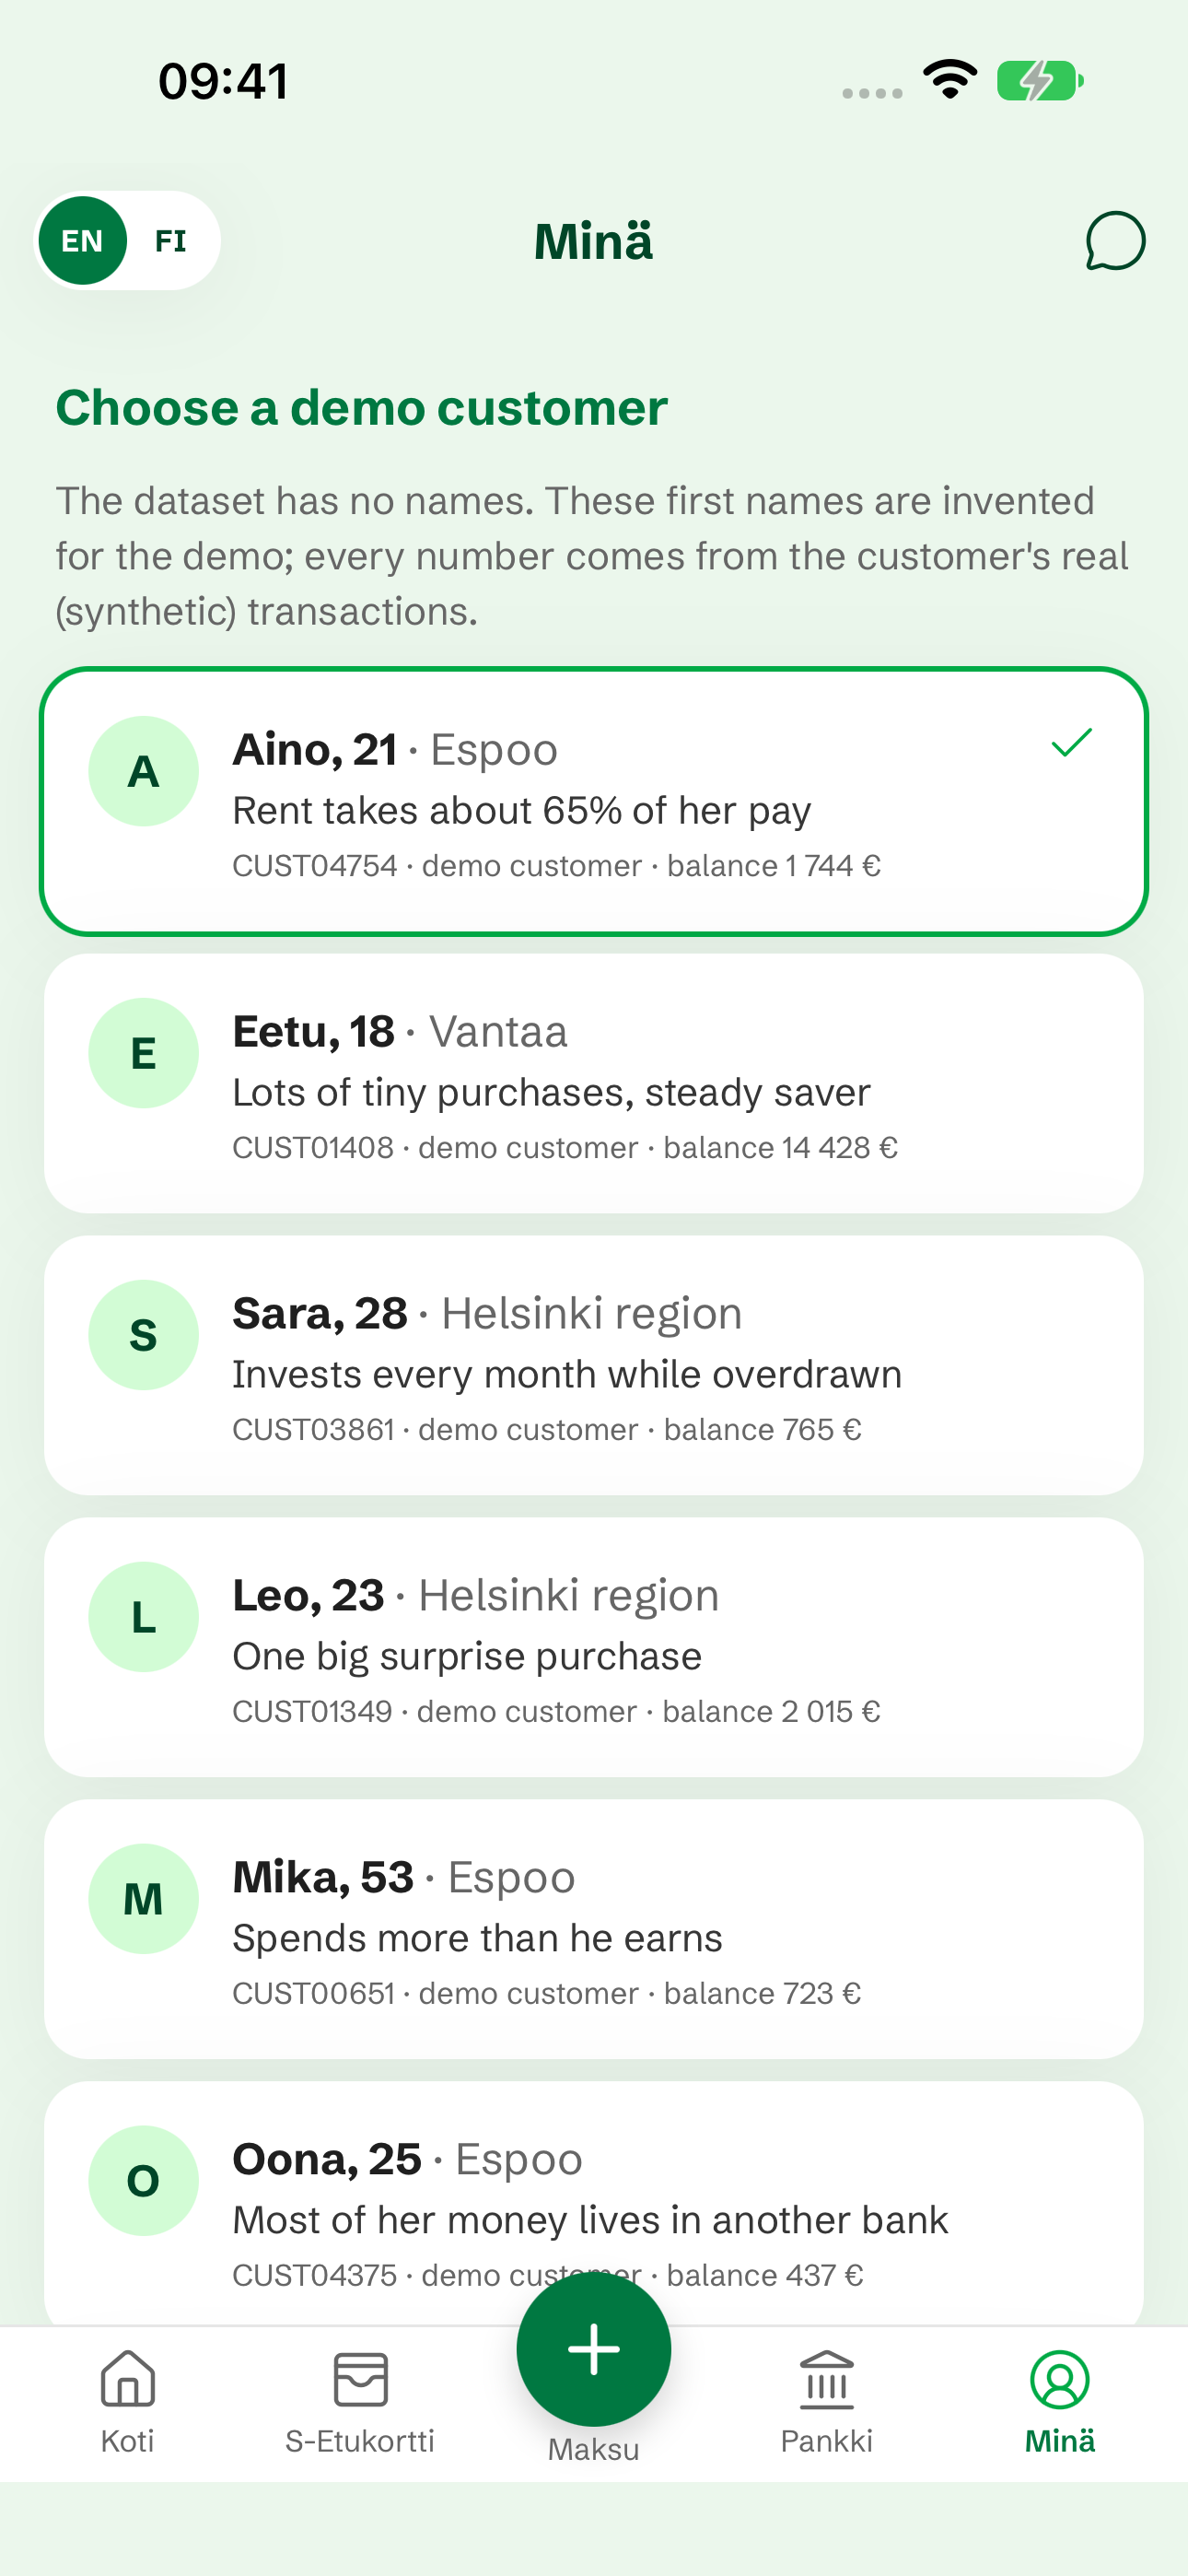 09:41
EN FI
Minä
Choose a demo customer
The dataset has no names. These first names are invented
for the demo; every number comes from the customer's real
(synthetic) transactions.
A
Aino, 21 · Espoo
Rent takes about 65% of her pay
CUST04754 · demo customer · balance 1 744 €
E
Eetu, 18 · Vantaa
Lots of tiny purchases, steady saver
CUST01408 · demo customer · balance 14 428 €
S
Sara, 28 · Helsinki region
Invests every month while overdrawn
CUST03861 · demo customer · balance 765 €
L
Leo, 23 · Helsinki region
One big surprise purchase
CUST01349 · demo customer · balance 2 015 €
M
Mika, 53 · Espoo
Spends more than he earns
CUST00651 · demo customer · balance 723 €
O
Oona, 25 · Espoo
Most of her money lives in another bank
CUST04375 · demo customer · balance 437 €
Koti
S-Etukortti
Maksu
Pankki
Minä